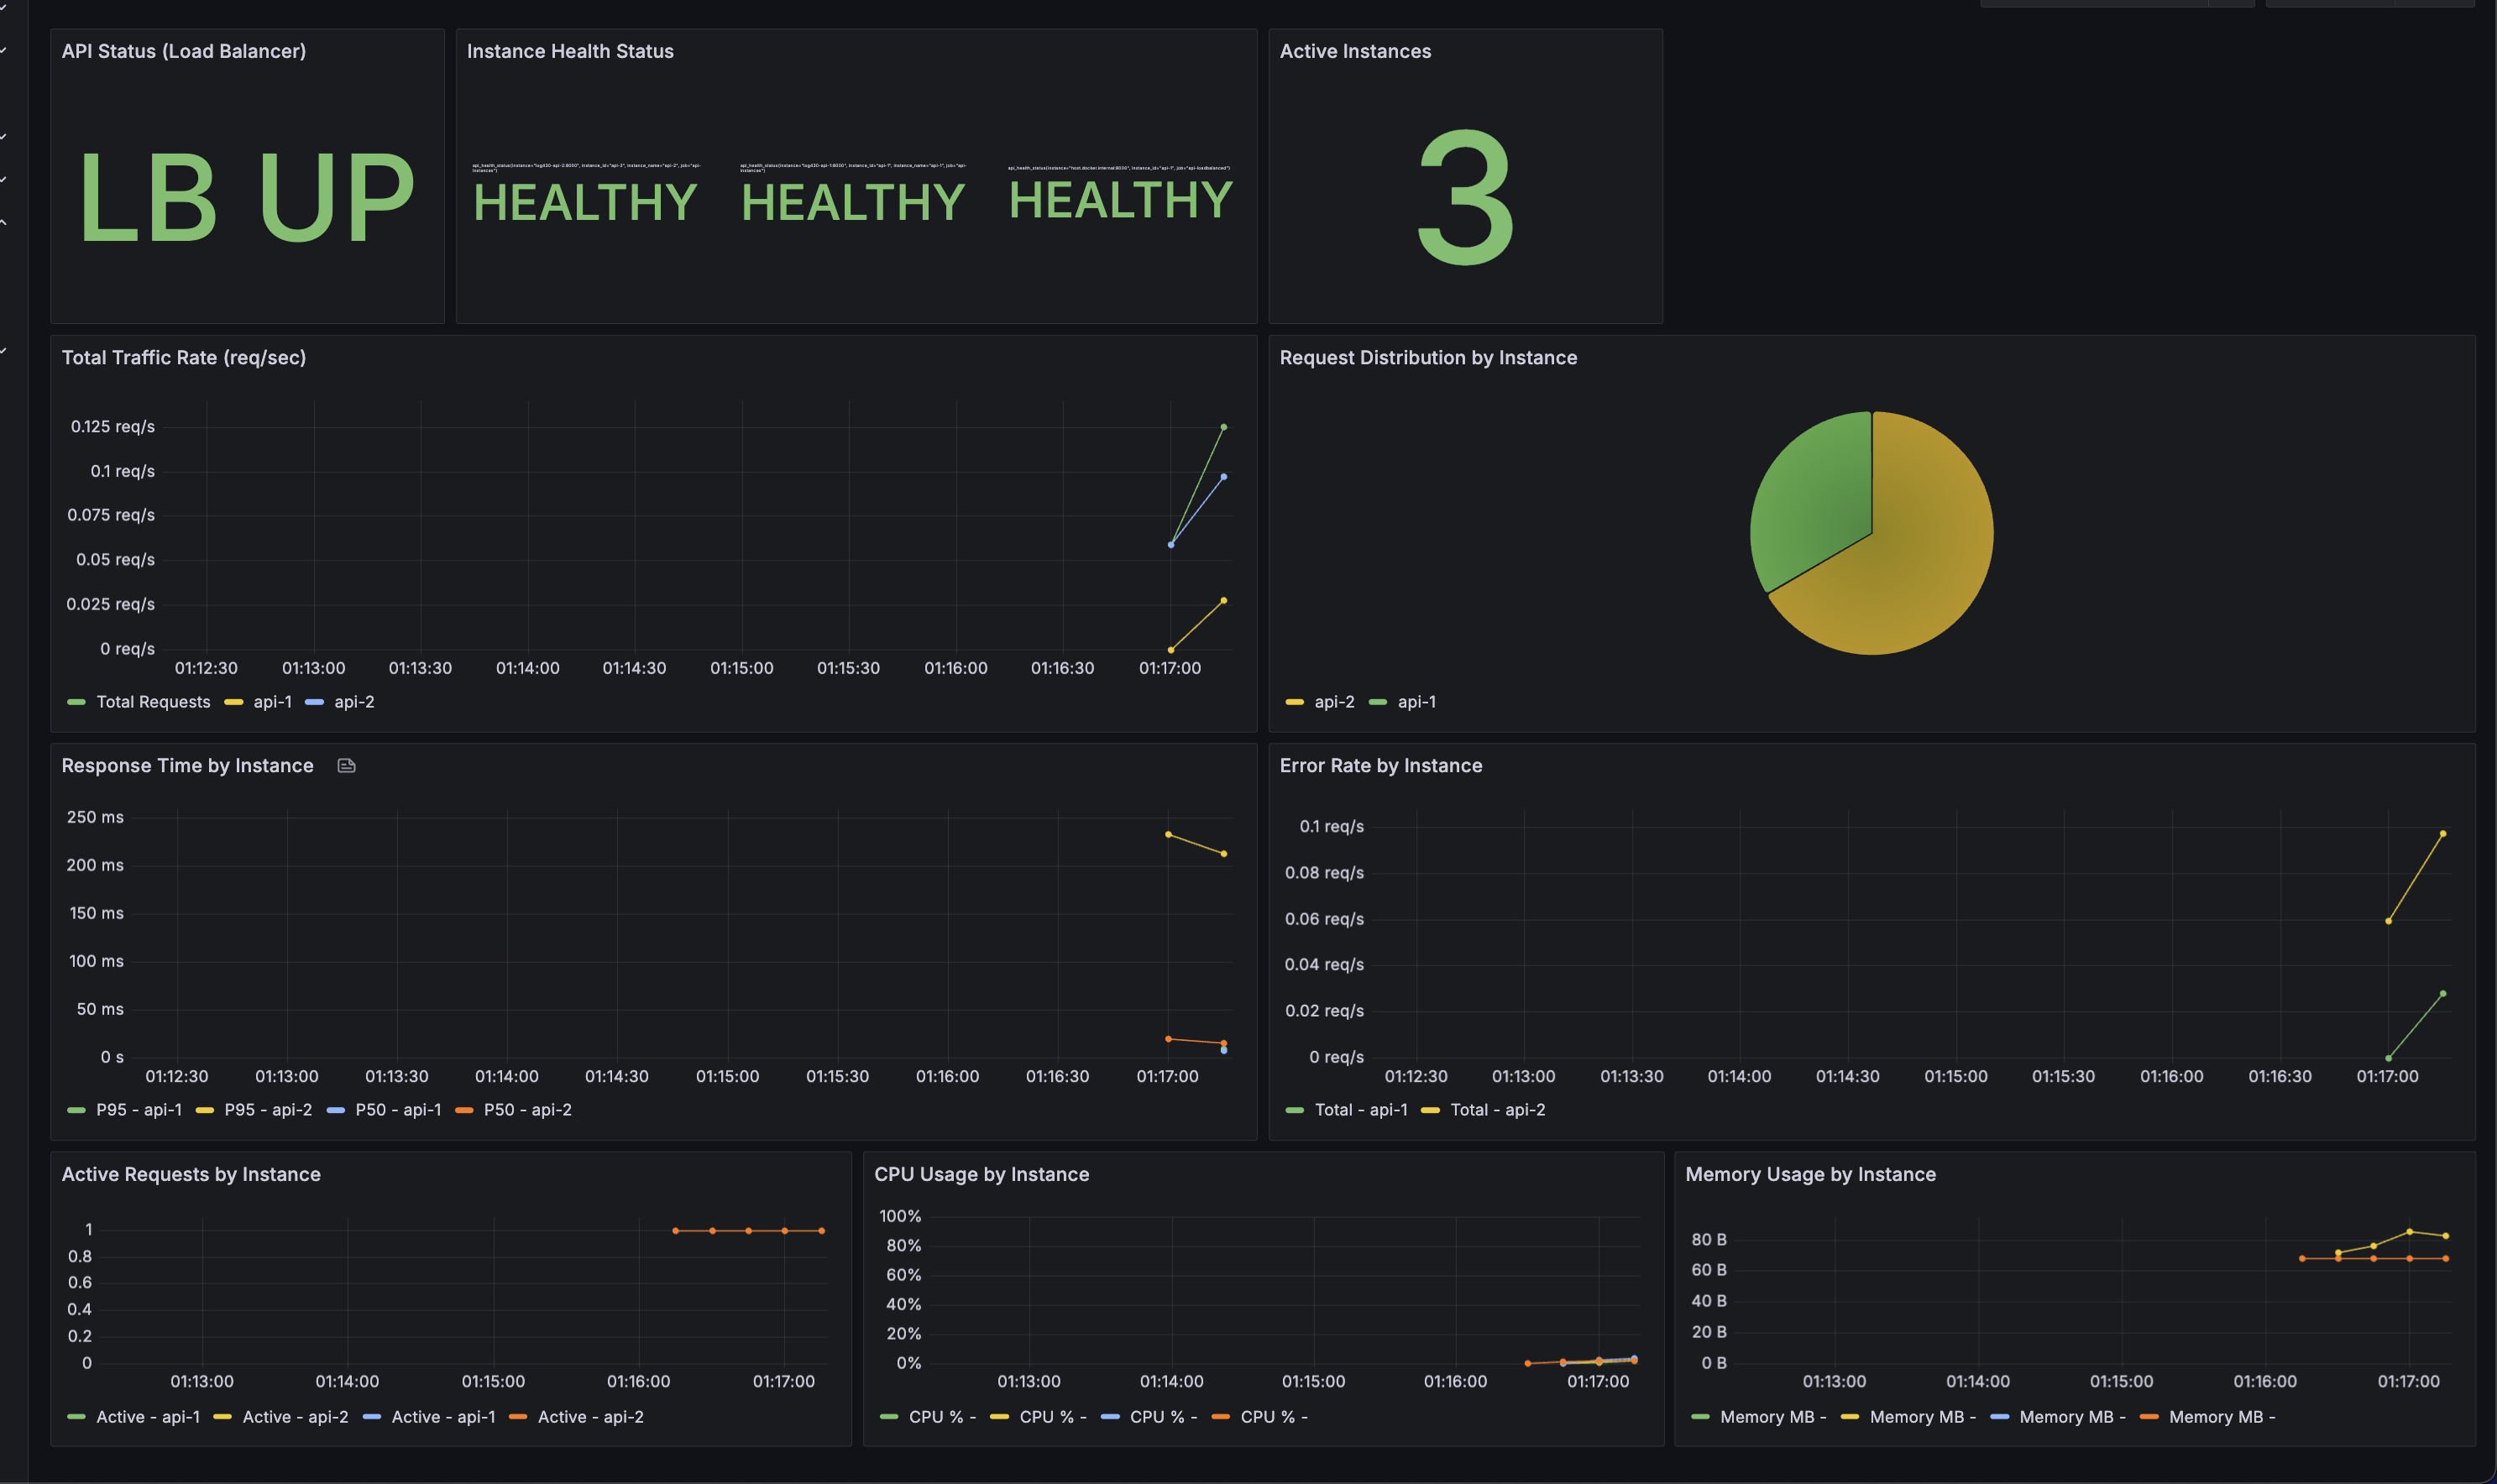 API Status (Load Balancer)
LB UP
Instance Health Status
HEALTHY
HEALTHY
HEALTHY
Active Instances
3
Total Traffic Rate (req/sec)
0.125 req/s
0.1 req/s
0.075 req/s
0.05 req/s
0.025 req/s
0 req/s
01:12:30 01:13:00 01:13:30 01:14:00 01:14:30 01:15:00 01:15:30 01:16:00 01:16:30 01:17:00
Total Requests api-1 api-2
Request Distribution by Instance
api-2 api-1
Response Time by Instance
250 ms
200 ms
150 ms
100 ms
50 ms
0 s
01:12:30 01:13:00 01:13:30 01:14:00 01:14:30 01:15:00 01:15:30 01:16:00 01:16:30 01:17:00
P95 - api-1 P95 - api-2 P50 - api-1 P50 - api-2
Error Rate by Instance
0.1 req/s
0.08 req/s
0.06 req/s
0.04 req/s
0.02 req/s
0 req/s
01:12:30 01:13:00 01:13:30 01:14:00 01:14:30 01:15:00 01:15:30 01:16:00 01:16:30 01:17:00
Total - api-1 Total - api-2
Active Requests by Instance
1
0.8
0.6
0.4
0.2
0
01:13:00 01:14:00 01:15:00 01:16:00 01:17:00
Active - api-1 Active - api-2 Active - api-1 Active - api-2
CPU Usage by Instance
100%
80%
60%
40%
20%
0%
01:13:00 01:14:00 01:15:00 01:16:00 01:17:00
CPU % - CPU % - CPU % - CPU % -
Memory Usage by Instance
80 B
60 B
40 B
20 B
0 B
01:13:00 01:14:00 01:15:00 01:16:00 01:17:00
Memory MB - Memory MB - Memory MB - Memory MB -